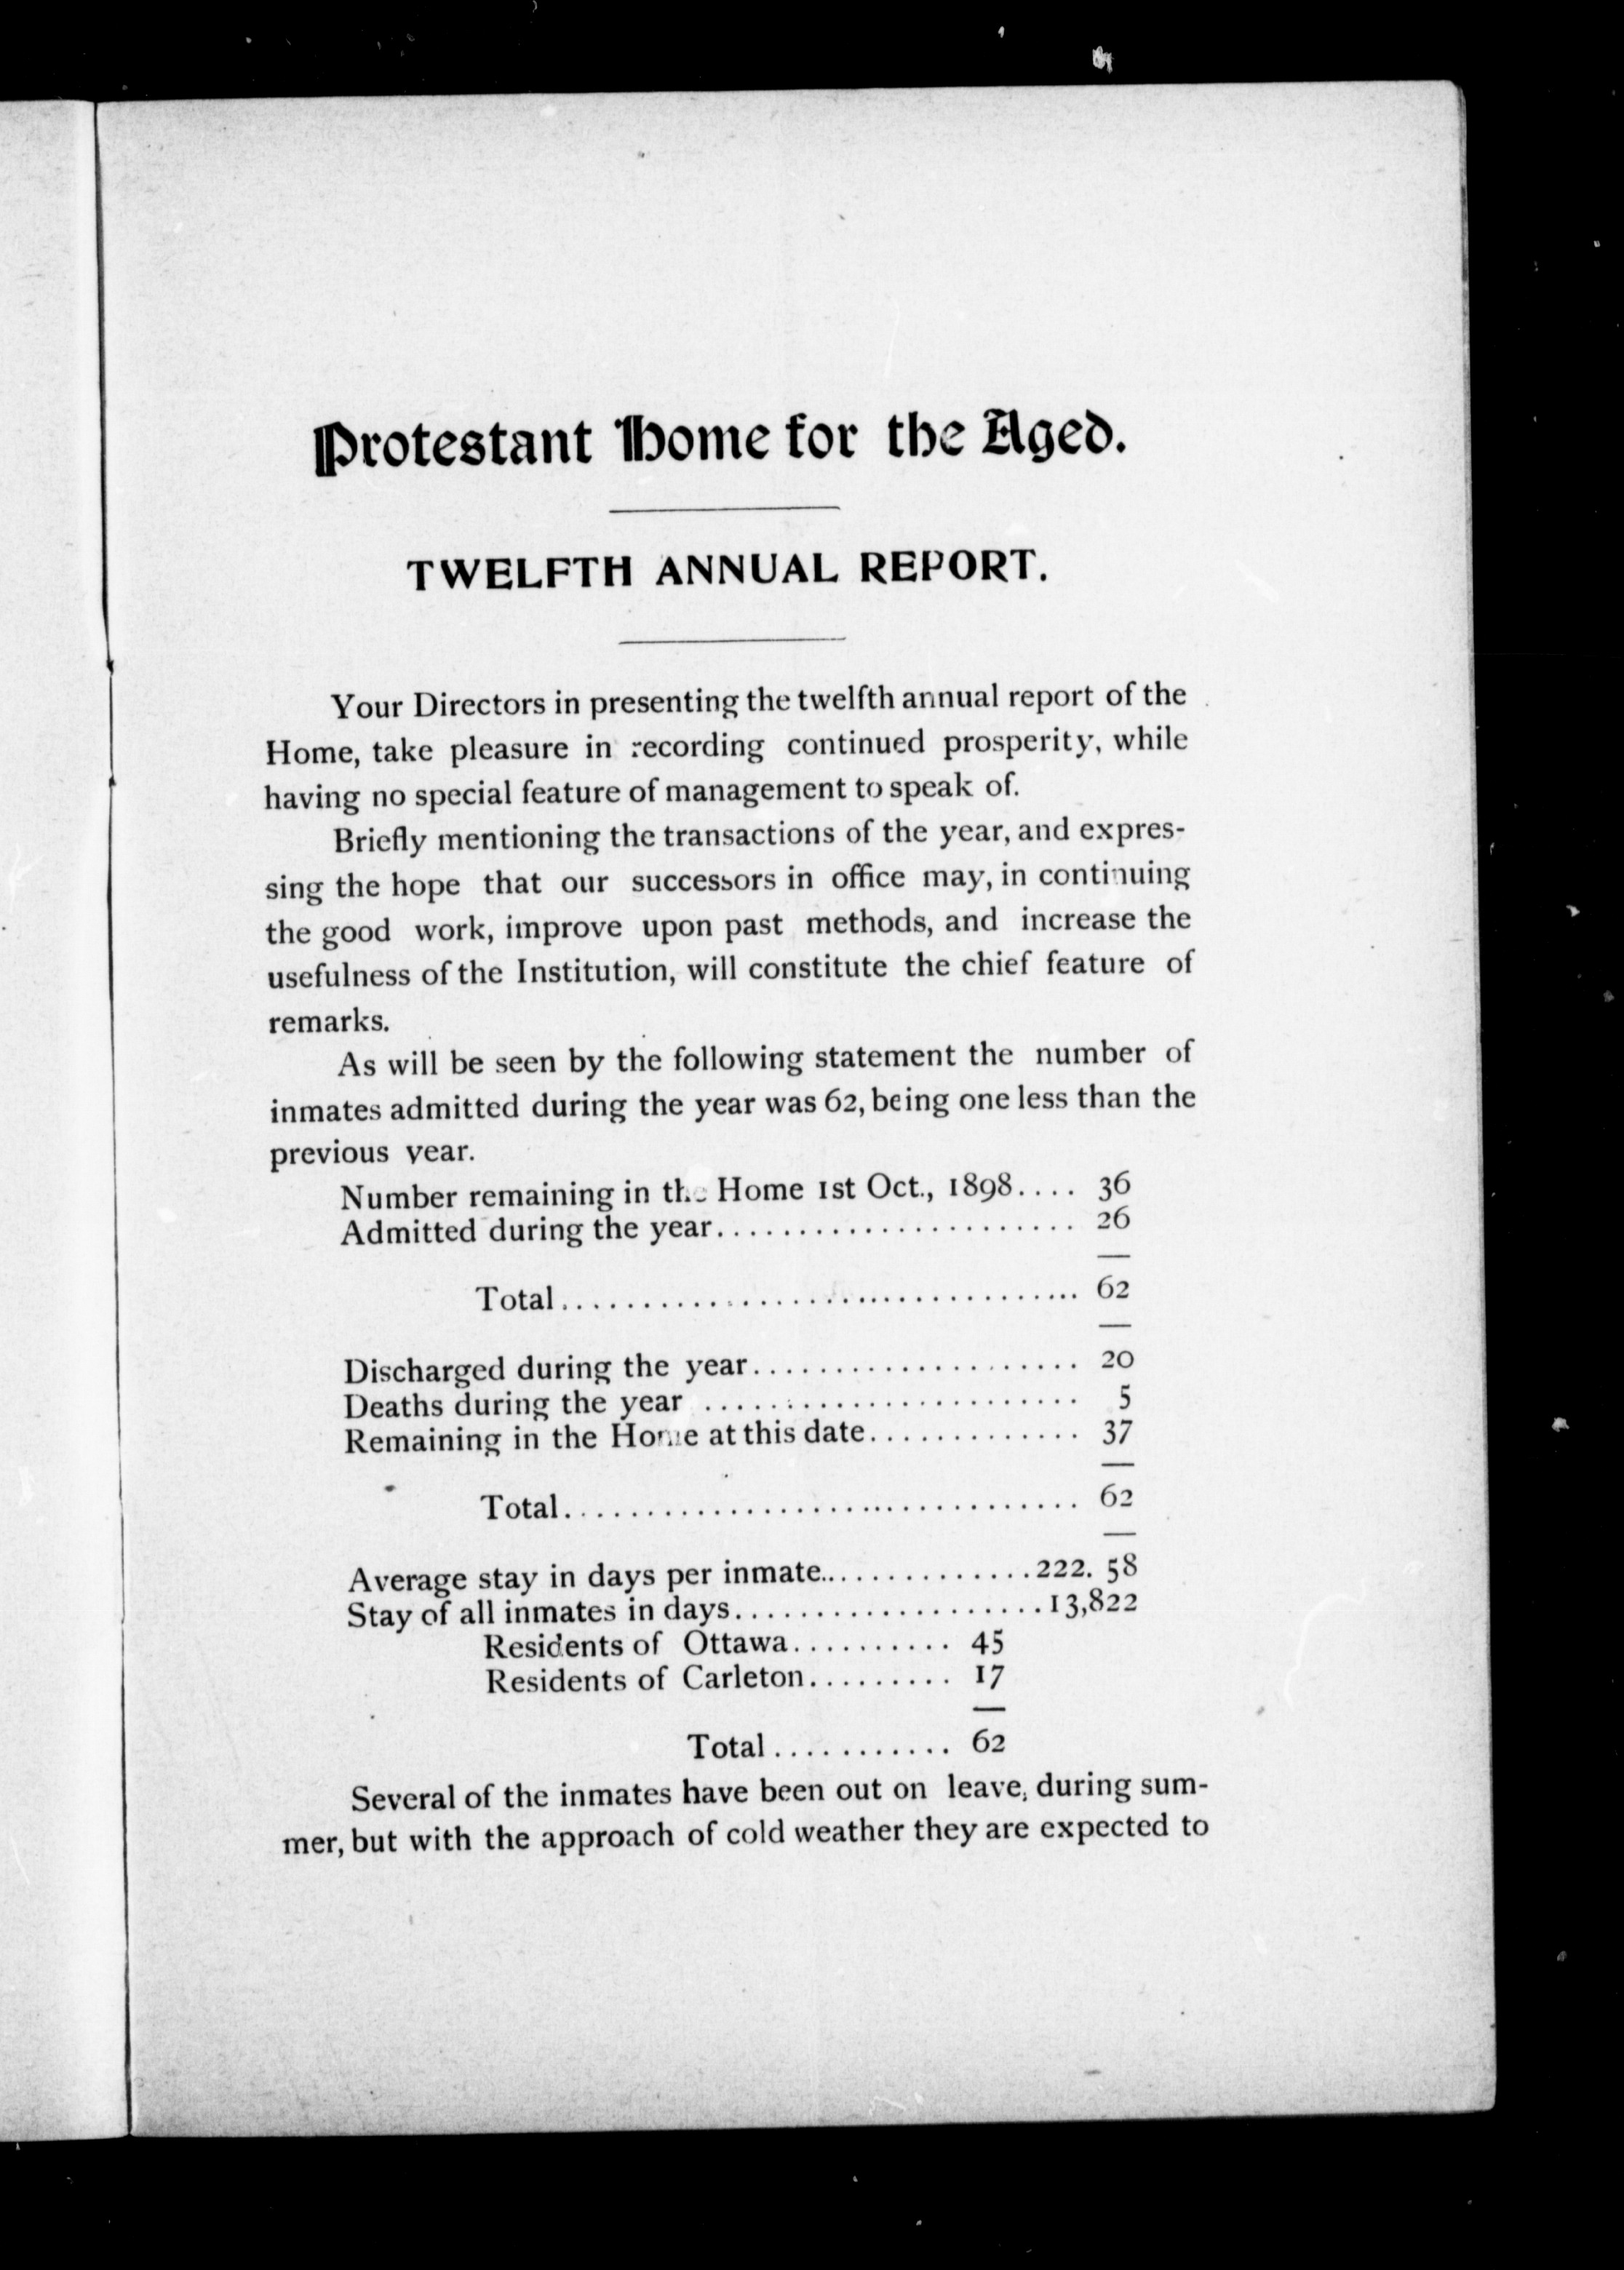 Protestant Home for the Aged.
TWELFTH ANNUAL REPORT.
Your Directors in presenting the twelfth annual report of the
Home, take pleasure in recording continued prosperity, while
having no special feature of management to speak of.
Briefly mentioning the transactions of the year, and expres-
sing the hope that our successors in office may, in continuing
the good work, improve upon past methods, and increase the
usefulness of the Institution, will constitute the chief feature of
remarks.
As will be seen by the following statement the number of
inmates admitted during the year was 62, being one less than the
previous year.
Number remaining in the Home 1st Oct., 1898.... 36
Admitted during the year...................... 26
Total................................ 62
Discharged during the year.................... 20
Deaths during the year ....................... 5
Remaining in the Home at this date............. 37
Total................................ 62
Average stay in days per inmate..............222. 58
Stay of all inmates in days...................13,822
Residents of Ottawa.......... 45
Residents of Carleton......... 17
Total........... 62
Several of the inmates have been out on leave, during sum-
mer, but with the approach of cold weather they are expected to